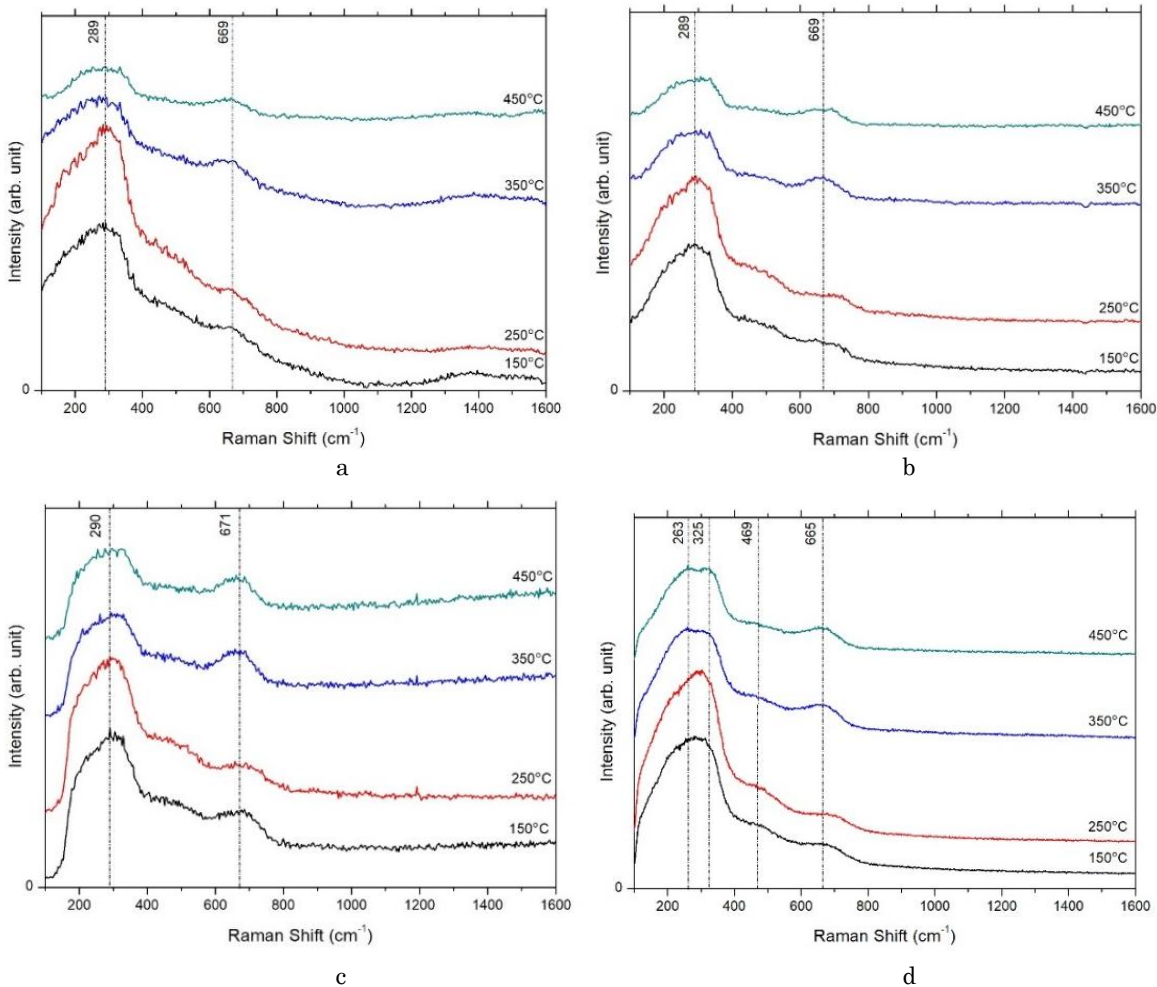 289
669
450°C
350°C
250°C
150°C
Intensity (arb. unit)
0
200 400 600 800 1000 1200 1400 1600
Raman Shift (cm⁻¹)
a
289
669
450°C
350°C
250°C
150°C
Intensity (arb. unit)
0
200 400 600 800 1000 1200 1400 1600
Raman Shift (cm⁻¹)
b
290
671
450°C
350°C
250°C
150°C
Intensity (arb. unit)
0
200 400 600 800 1000 1200 1400 1600
Raman Shift (cm⁻¹)
c
263
325
469
665
450°C
350°C
250°C
150°C
Intensity (arb. unit)
0
200 400 600 800 1000 1200 1400 1600
Raman Shift (cm⁻¹)
d